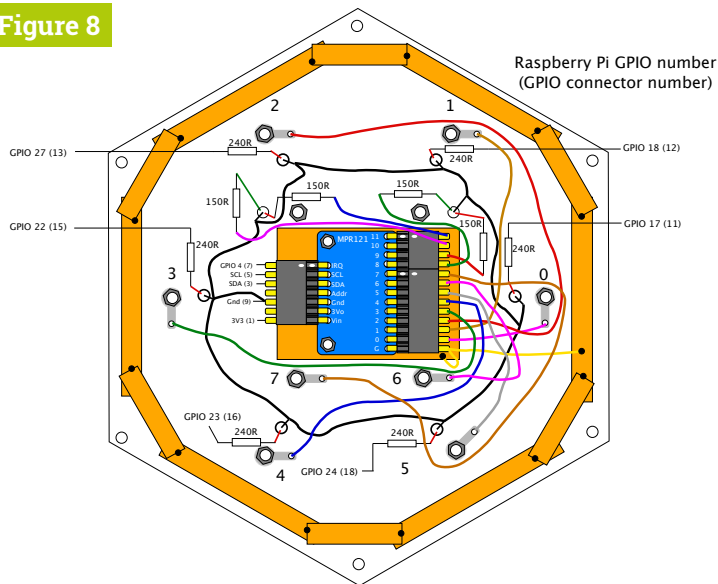 Figure 8
Raspberry Pi GPIO number
(GPIO connector number)
2
1
GPIO 27 (13)
240R
240R
GPIO 18 (12)
150R
150R
150R
150R
GPIO 22 (15)
240R
GPIO 17 (11)
240R
3
0
MPR121
11
10
9
8
7
6
5
4
3
2
1
0
G
GPIO 4 (7)
SCL (5)
SDA (3)
Gnd (9)
3V3 (1)
IRQ
SCL
SDA
Addr
Gnd
3Vo
Vin
7
6
GPIO 23 (16)
240R
240R
4
GPIO 24 (18)
5